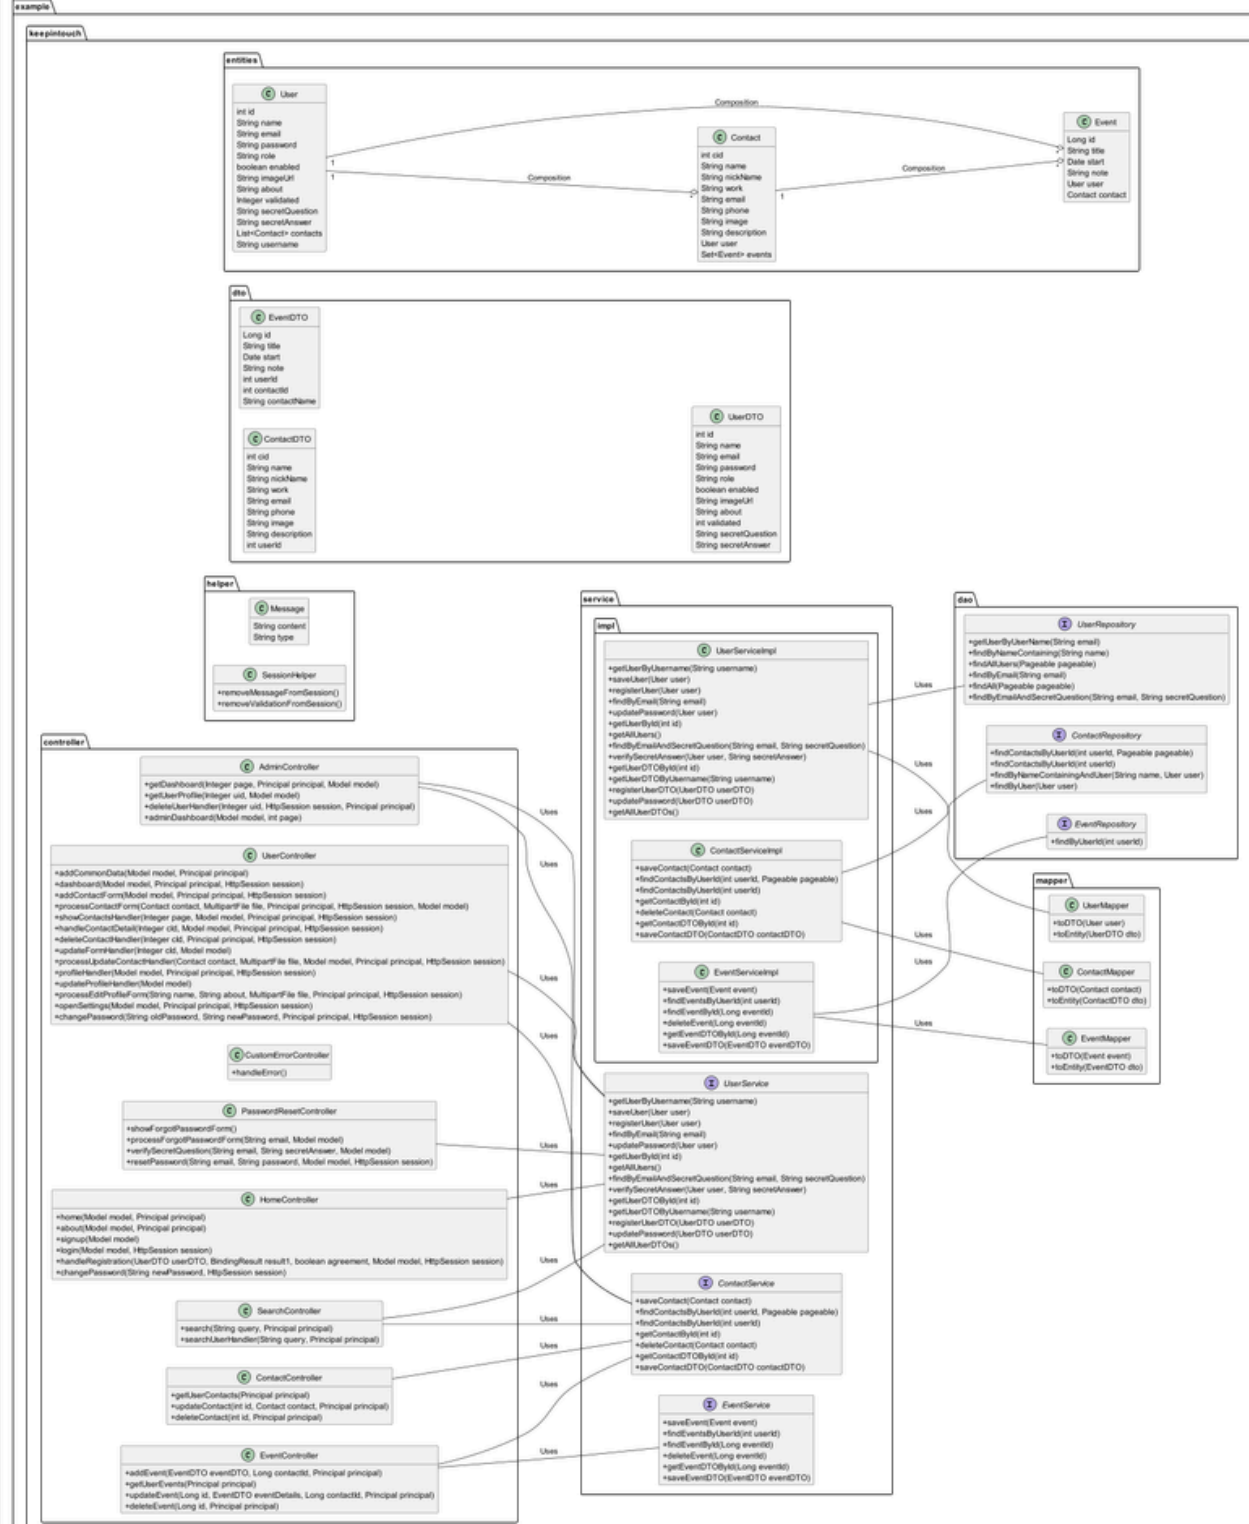 example
keepintouch
entities
C User
int id
String name
String email
String password
String role
boolean enabled
String imageUrl
String about
Integer validated
String secretQuestion
String secretAnswer
List<Contact> contacts
String username
Composition
1
1
Composition
C Contact
int cid
String name
String nickName
String work
String email
String phone
String image
String description
User user
Set<Event> events
Composition
1
C Event
Long id
String title
Date start
String note
User user
Contact contact
dto
C EventDTO
Long id
String title
Date start
String note
int userId
int contactId
String contactName
C ContactDTO
int cid
String name
String nickName
String work
String email
String phone
String image
String description
int userId
C UserDTO
int id
String name
String email
String password
String role
boolean enabled
String imageUrl
String about
int validated
String secretQuestion
String secretAnswer
helper
C Message
String content
String type
C SessionHelper
+removeMessageFromSession()
+removeValidationFromSession()
service
impl
C UserServiceImpl
+getUserByUsername(String username)
+saveUser(User user)
+registerUser(User user)
+findByEmail(String email)
+updatePassword(User user)
+getUserById(int id)
+getAllUsers()
+findByEmailAndSecretQuestion(String email, String secretQuestion)
+verifySecretAnswer(User user, String secretAnswer)
+getUserDTOById(int id)
+getUserDTOByUsername(String username)
+registerUserDTO(UserDTO userDTO)
+updatePassword(UserDTO userDTO)
+getAllUserDTOs()
C ContactServiceImpl
+saveContact(Contact contact)
+findContactsByUserId(int userId, Pageable pageable)
+findContactsByUserId(int userId)
+getContactById(int id)
+deleteContact(Contact contact)
+getContactDTOById(int id)
+saveContactDTO(ContactDTO contactDTO)
C EventServiceImpl
+saveEvent(Event event)
+findEventsByUserId(int userId)
+findEventById(Long eventId)
+deleteEvent(Long eventId)
+getEventDTOById(Long eventId)
+saveEventDTO(EventDTO eventDTO)
I UserService
+getUserByUsername(String username)
+saveUser(User user)
+registerUser(User user)
+findByEmail(String email)
+updatePassword(User user)
+getUserById(int id)
+getAllUsers()
+findByEmailAndSecretQuestion(String email, String secretQuestion)
+verifySecretAnswer(User user, String secretAnswer)
+getUserDTOById(int id)
+getUserDTOByUsername(String username)
+registerUserDTO(UserDTO userDTO)
+updatePassword(UserDTO userDTO)
+getAllUserDTOs()
I ContactService
+saveContact(Contact contact)
+findContactsByUserId(int userId, Pageable pageable)
+findContactsByUserId(int userId)
+getContactById(int id)
+deleteContact(Contact contact)
+getContactDTOById(int id)
+saveContactDTO(ContactDTO contactDTO)
I EventService
+saveEvent(Event event)
+findEventsByUserId(int userId)
+findEventById(Long eventId)
+deleteEvent(Long eventId)
+getEventDTOById(Long eventId)
+saveEventDTO(EventDTO eventDTO)
Uses
Uses
Uses
Uses
Uses
Uses
dao
I UserRepository
+getUserByUserName(String email)
+findByNameContaining(String name)
+findAllUsers(Pageable pageable)
+findByEmail(String email)
+findAll(Pageable pageable)
+findByEmailAndSecretQuestion(String email, String secretQuestion)
I ContactRepository
+findContactsByUserId(int userId, Pageable pageable)
+findContactsByUserId(int userId)
+findByNameContainingAndUser(String name, User user)
+findByUser(User user)
I EventRepository
+findByUserId(int userId)
mapper
C UserMapper
+toDTO(User user)
+toEntity(UserDTO dto)
C ContactMapper
+toDTO(Contact contact)
+toEntity(ContactDTO dto)
C EventMapper
+toDTO(Event event)
+toEntity(EventDTO dto)
controller
C AdminController
+getDashboard(Integer page, Principal principal, Model model)
+getUserProfile(Integer uid, Model model)
+deleteUserHandler(Integer uid, HttpSession session, Principal principal)
+adminDashboard(Model model, int page)
C UserController
+addCommonData(Model model, Principal principal)
+dashboard(Model model, Principal principal, HttpSession session)
+addContactForm(Model model, Principal principal, HttpSession session)
+processContactForm(Contact contact, MultipartFile file, Principal principal, HttpSession session, Model model)
+showContactsHandler(Integer page, Model model, Principal principal, HttpSession session)
+handleContactDetail(Integer cId, Model model, Principal principal, HttpSession session)
+deleteContactHandler(Integer cId, Principal principal, HttpSession session)
+updateFormHandler(Integer cId, Model model)
+processUpdateContactHandler(Contact contact, MultipartFile file, Model model, Principal principal, HttpSession session)
+profileHandler(Model model, Principal principal, HttpSession session)
+updateProfileHandler(Model model)
+processEditProfileForm(String name, String about, MultipartFile file, Principal principal, HttpSession session)
+openSettings(Model model, Principal principal, HttpSession session)
+changePassword(String oldPassword, String newPassword, Principal principal, HttpSession session)
C CustomErrorController
+handleError()
C PasswordResetController
+showForgotPasswordForm()
+processForgotPasswordForm(String email, Model model)
+verifySecretQuestion(String email, String secretAnswer, Model model)
+resetPassword(String email, String password, Model model, HttpSession session)
C HomeController
+home(Model model, Principal principal)
+about(Model model, Principal principal)
+signup(Model model)
+login(Model model, HttpSession session)
+handleRegistration(UserDTO userDTO, BindingResult result1, boolean agreement, Model model, HttpSession session)
+changePassword(String newPassword, HttpSession session)
C SearchController
+search(String query, Principal principal)
+searchUserHandler(String query, Principal principal)
C ContactController
+getUserContacts(Principal principal)
+updateContact(int id, Contact contact, Principal principal)
+deleteContact(int id, Principal principal)
C EventController
+addEvent(EventDTO eventDTO, Long contactId, Principal principal)
+getUserEvents(Principal principal)
+updateEvent(Long id, EventDTO eventDetails, Long contactId, Principal principal)
+deleteEvent(Long id, Principal principal)
Uses
Uses
Uses
Uses
Uses
Uses
Uses
Uses
Uses
Uses
Uses